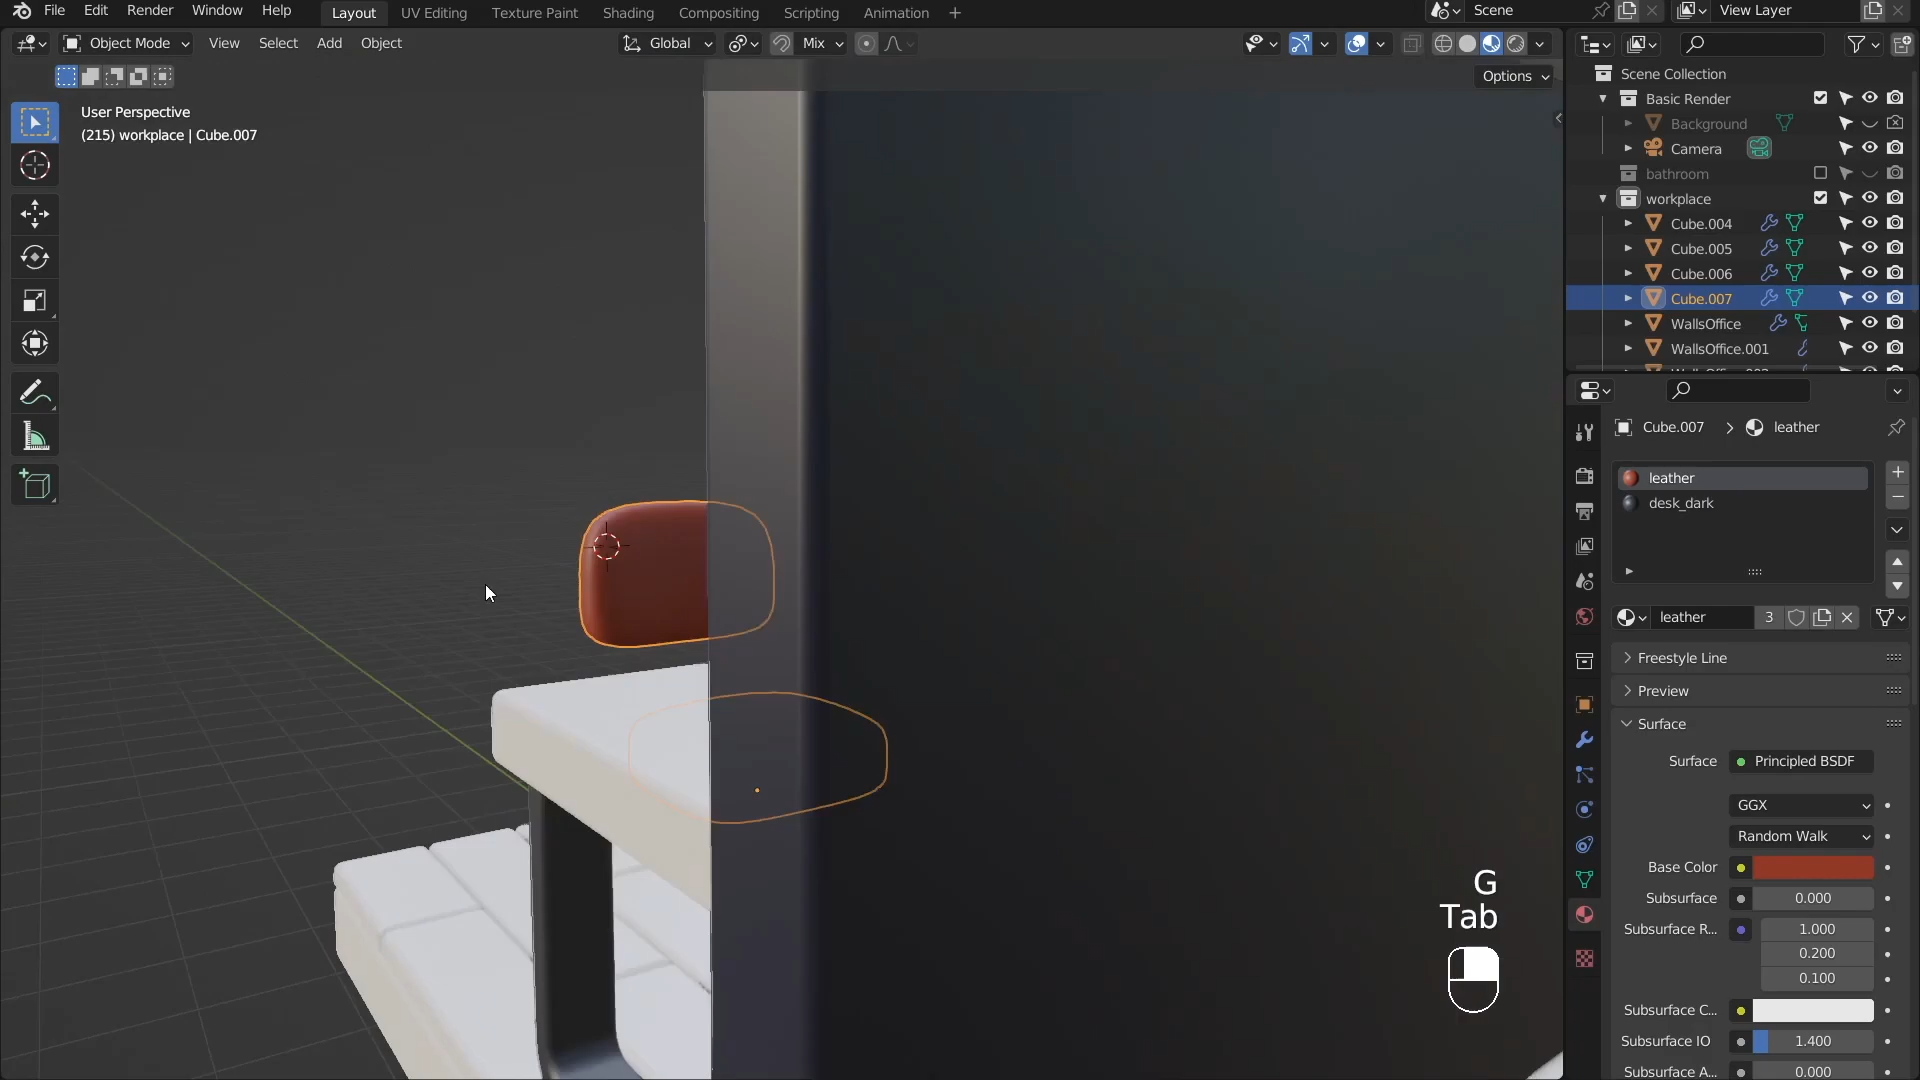 File Edit Render Window Help Layout UV Editing Texture Paint Shading Compositing Scripting Animation + Scene View Layer
Object Mode View Select Add Object Global Mix
Options
User Perspective
(215) workplace | Cube.007
Scene Collection
Basic Render
Background
Camera
bathroom
workplace
Cube.004
Cube.005
Cube.006
Cube.007
WallsOffice
WallsOffice.001
Cube.007 > leather
leather
desk_dark
leather 3
Freestyle Line
Preview
Surface
Surface Principled BSDF
GGX
Random Walk
Base Color
Subsurface 0.000
Subsurface R... 1.000
0.200
0.100
Subsurface C...
Subsurface IO 1.400
Subsurface A... 0.000
G
Tab